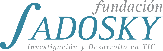 fundación
SADOSKY
Investigación y Desarrollo en TIC